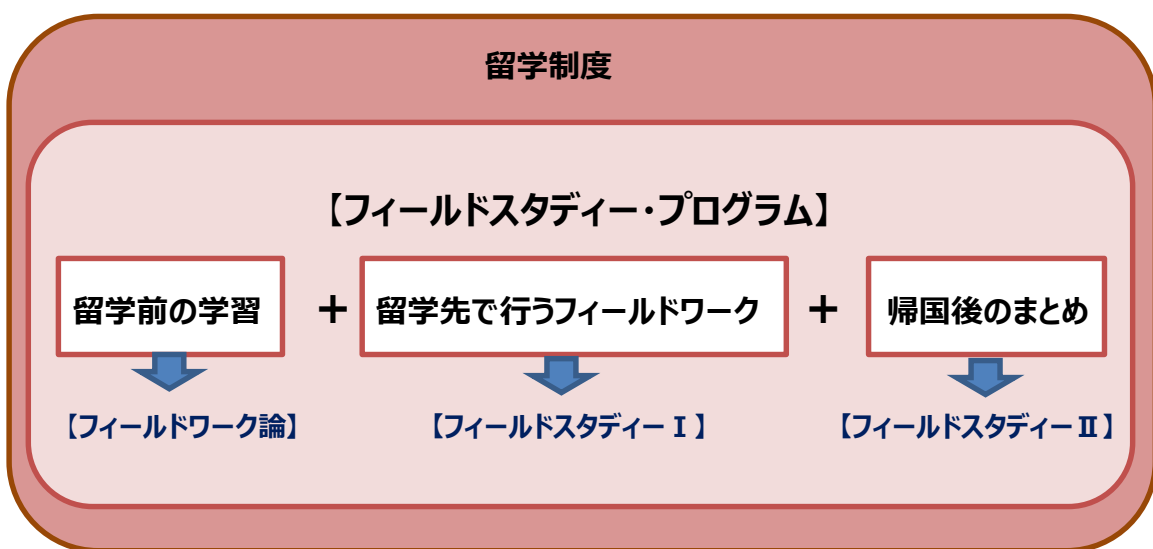 留学制度
【フィールドスタディー・プログラム】
留学前の学習 + 留学先で行うフィールドワーク + 帰国後のまとめ
【フィールドワーク論】 【フィールドスタディーⅠ】 【フィールドスタディーⅡ】